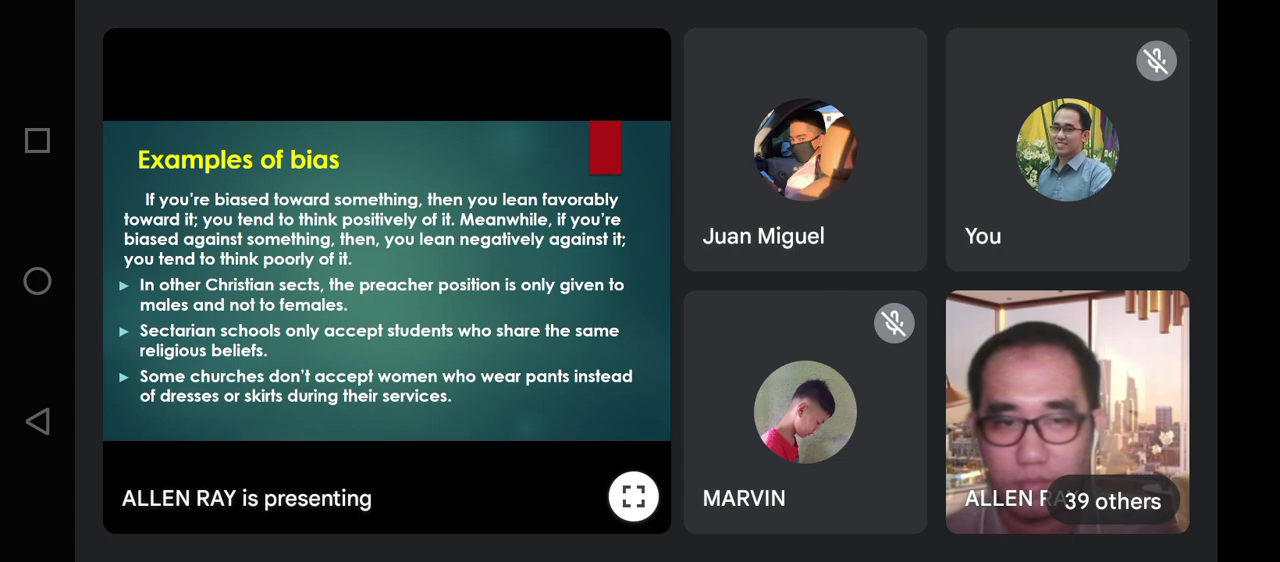 Examples of bias
If you're biased toward something, then you lean favorably
toward it; you tend to think positively of it. Meanwhile, if you're
biased against something, then, you lean negatively against it;
you tend to think poorly of it.
In other Christian sects, the preacher position is only given to
males and not to females.
Sectarian schools only accept students who share the same
religious beliefs.
Some churches don't accept women who wear pants instead
of dresses or skirts during their services.
ALLEN RAY is presenting
Juan Miguel
You
MARVIN
ALLEN
39 others